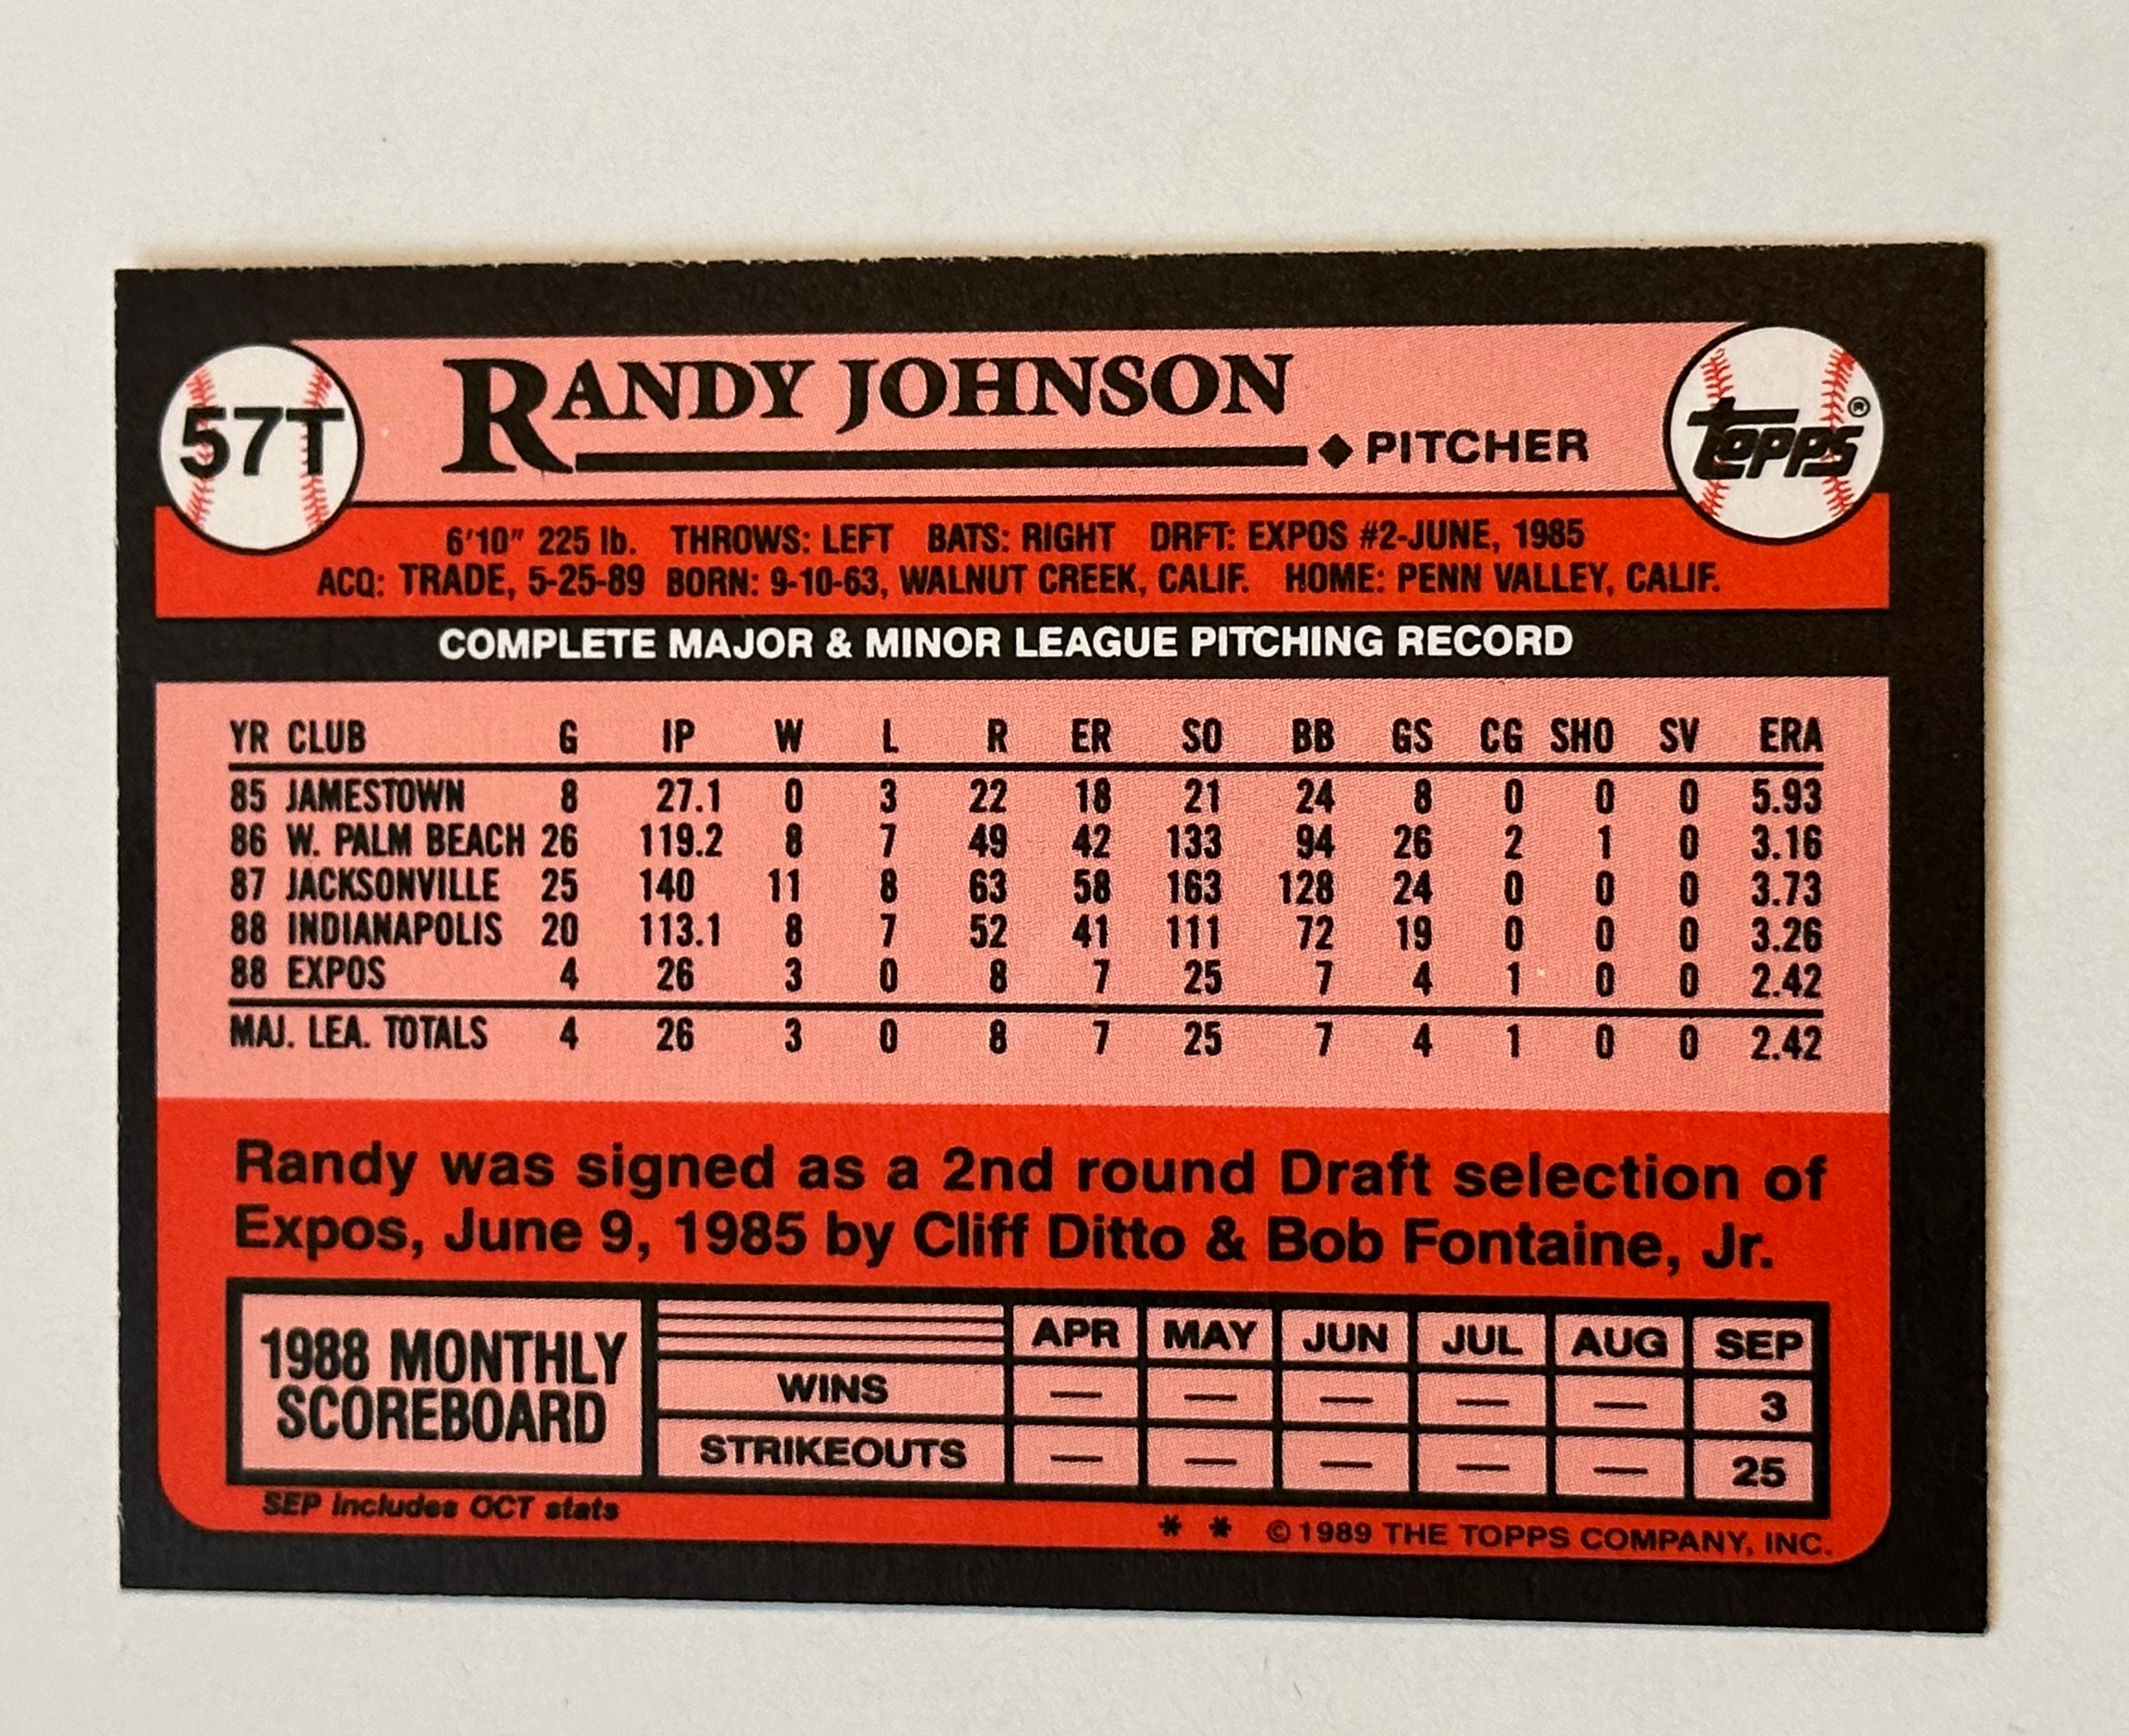 57T
RANDY JOHNSON
◆ PITCHER
TOPPS®
6'10" 225 lb. THROWS: LEFT BATS: RIGHT DRFT: EXPOS #2-JUNE, 1985
ACQ: TRADE, 5-25-89 BORN: 9-10-63, WALNUT CREEK, CALIF. HOME: PENN VALLEY, CALIF.
COMPLETE MAJOR & MINOR LEAGUE PITCHING RECORD
YR CLUB G IP W L R ER SO BB GS CG SHO SV ERA
85 JAMESTOWN 8 27.1 0 3 22 18 21 24 8 0 0 0 5.93
86 W. PALM BEACH 26 119.2 8 7 49 42 133 94 26 2 1 0 3.16
87 JACKSONVILLE 25 140 11 8 63 58 163 128 24 0 0 0 3.73
88 INDIANAPOLIS 20 113.1 8 7 52 41 111 72 19 0 0 0 3.26
88 EXPOS 4 26 3 0 8 7 25 7 4 1 0 0 2.42
MAJ. LEA. TOTALS 4 26 3 0 8 7 25 7 4 1 0 0 2.42
Randy was signed as a 2nd round Draft selection of
Expos, June 9, 1985 by Cliff Ditto & Bob Fontaine, Jr.
1988 MONTHLY
SCOREBOARD
APR MAY JUN JUL AUG SEP
WINS — — — — — 3
STRIKEOUTS — — — — — 25
SEP includes OCT stats
* * © 1989 THE TOPPS COMPANY, INC.